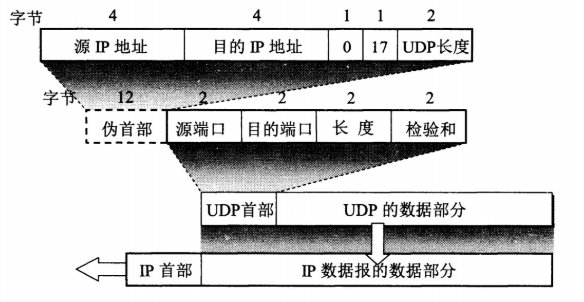 字节 4 4 1 1 2
源 IP 地址 目的 IP 地址 0 17 UDP长度
字节 12 2 2 2 2
伪首部 源端口 目的端口 长 度 检验和
UDP首部 UDP 的数据部分
IP 首部 IP 数据报的数据部分